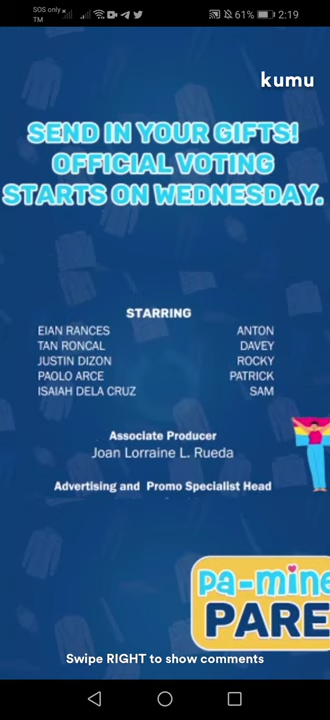 SOS only
TM
61%
2:19
kumu
SEND IN YOUR GIFTS!
OFFICIAL VOTING
STARTS ON WEDNESDAY.
STARRING
EIAN RANCES ANTON
TAN RONCAL DAVEY
JUSTIN DIZON ROCKY
PAOLO ARCE PATRICK
ISAIAH DELA CRUZ SAM
Associate Producer
Joan Lorraine L. Rueda
Advertising and Promo Specialist Head
pa-mine
PARE
Swipe RIGHT to show comments